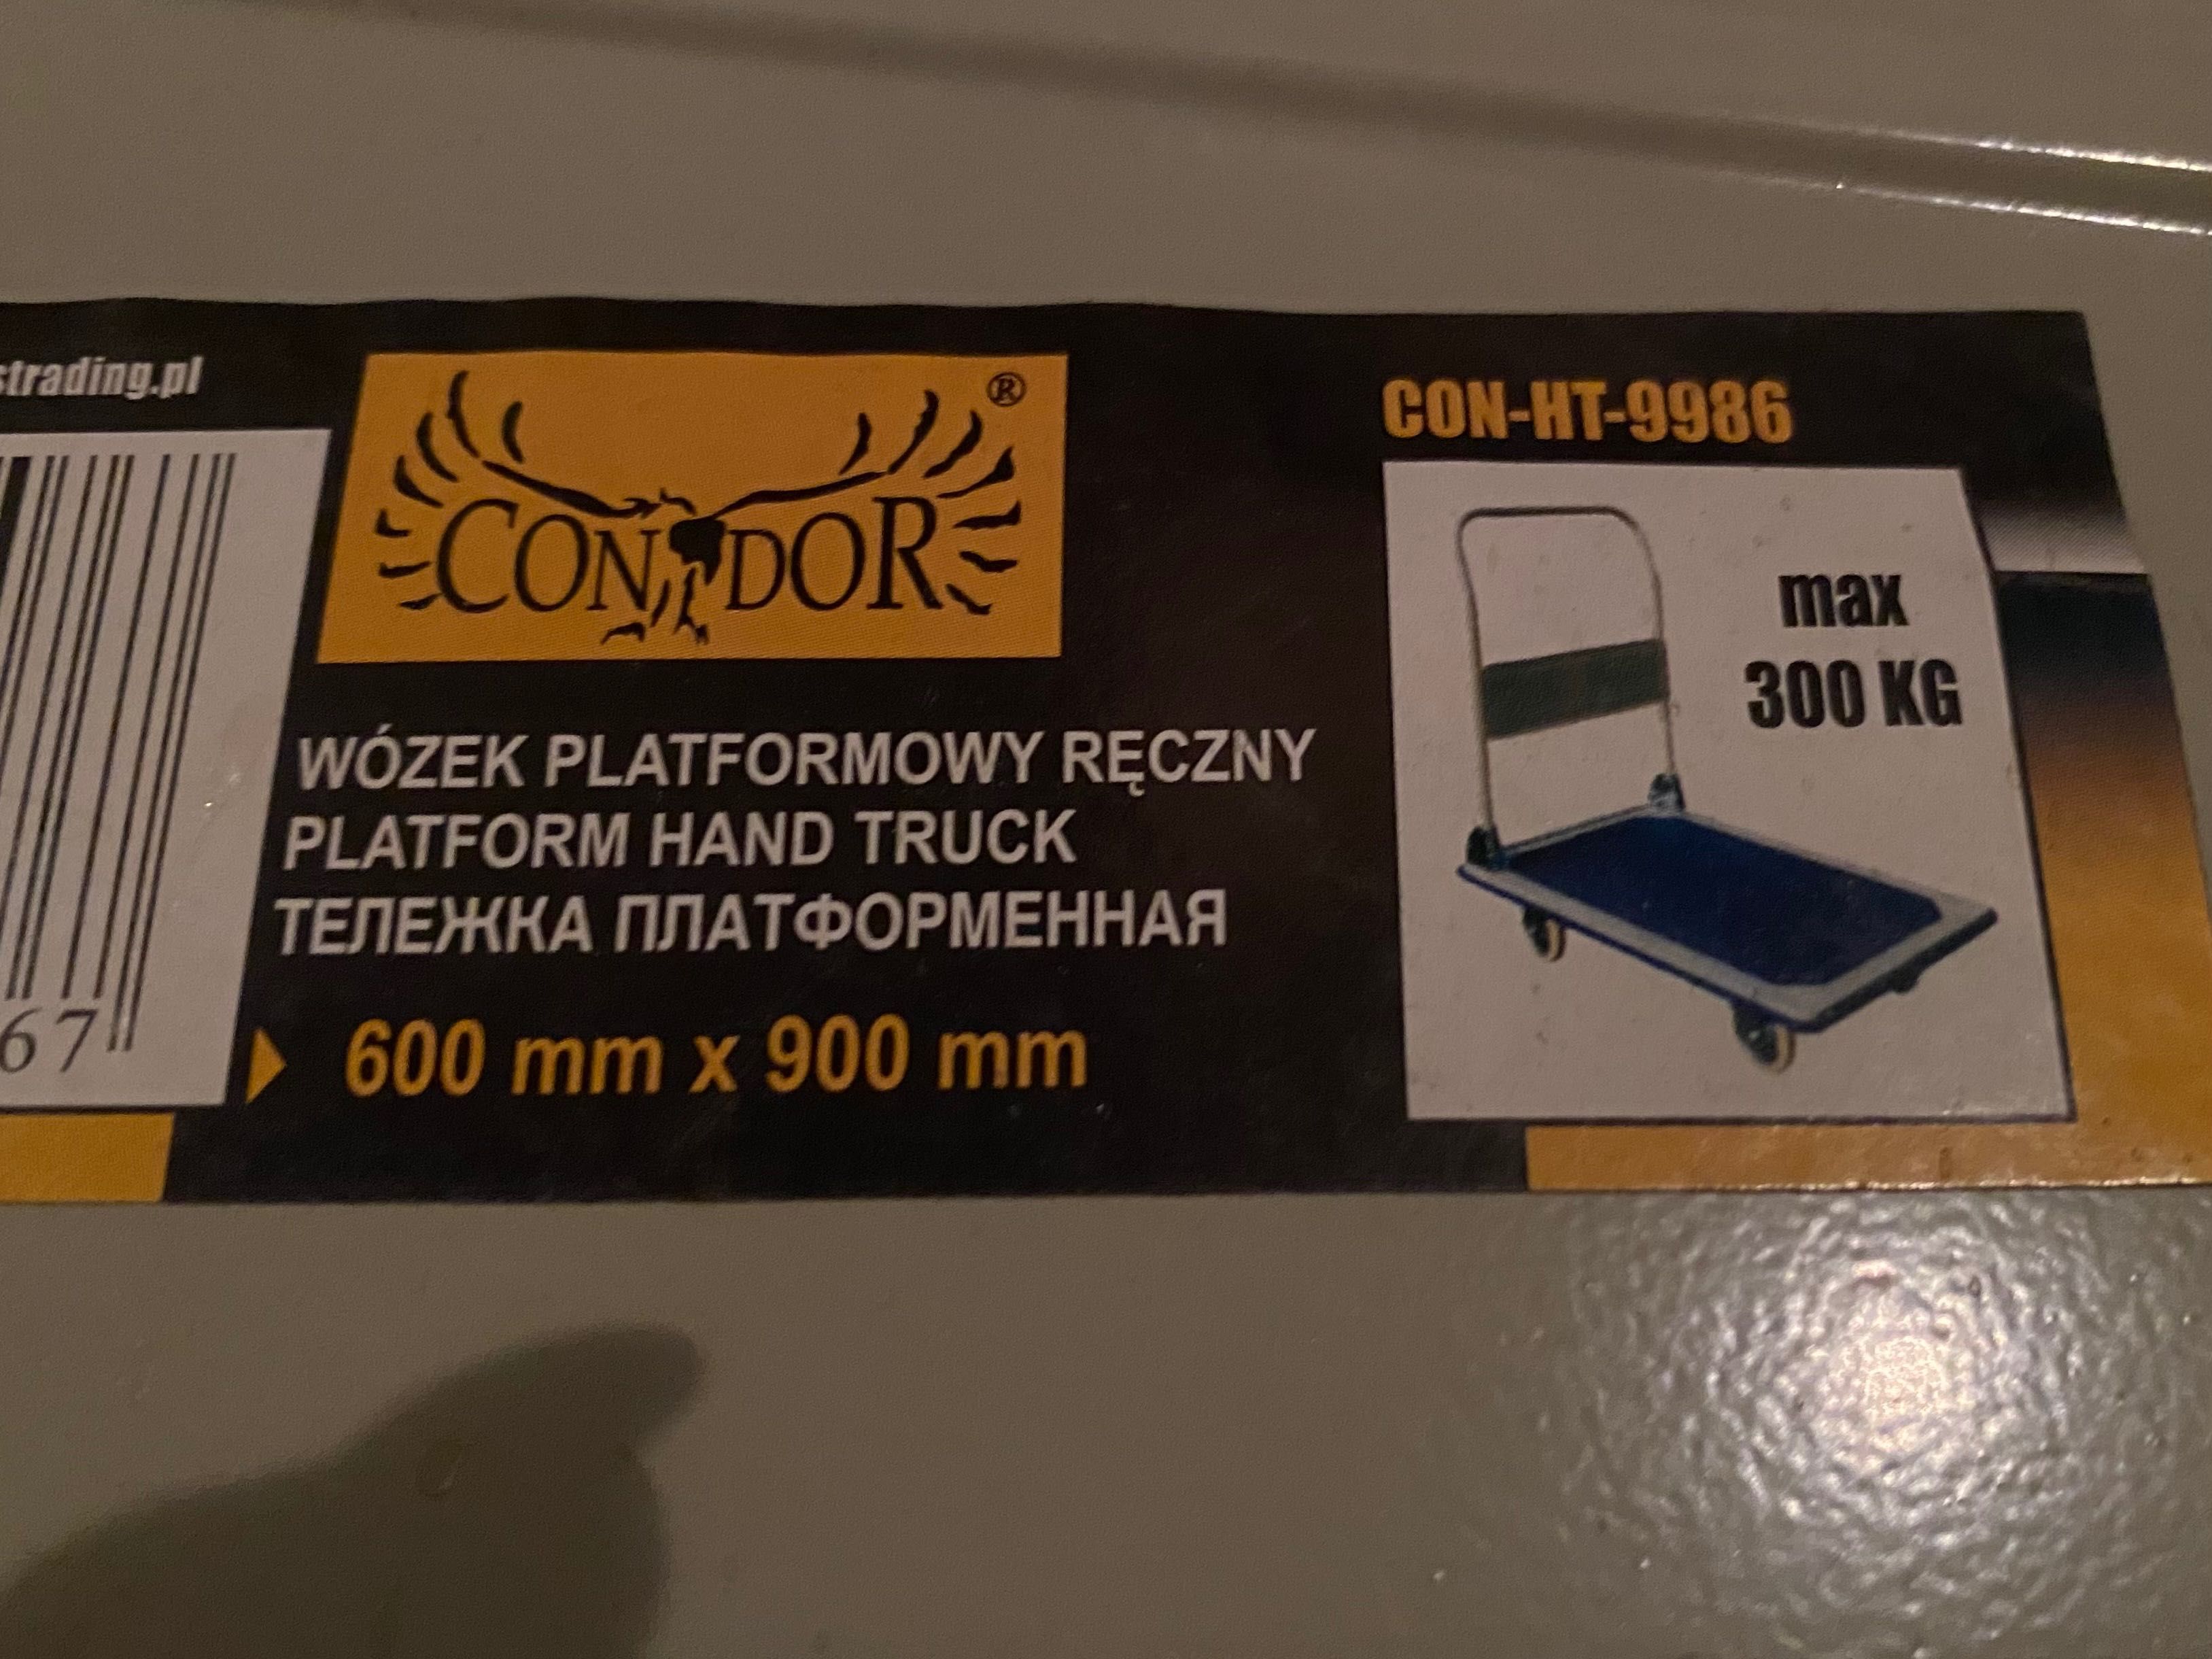 strading.pl
67
CONDOR®
WÓZEK PLATFORMOWY RĘCZNY
PLATFORM HAND TRUCK
ТЕЛЕЖКА ПЛАТФОРМЕННАЯ
600 mm x 900 mm
CON-HT-9986
max
300 KG